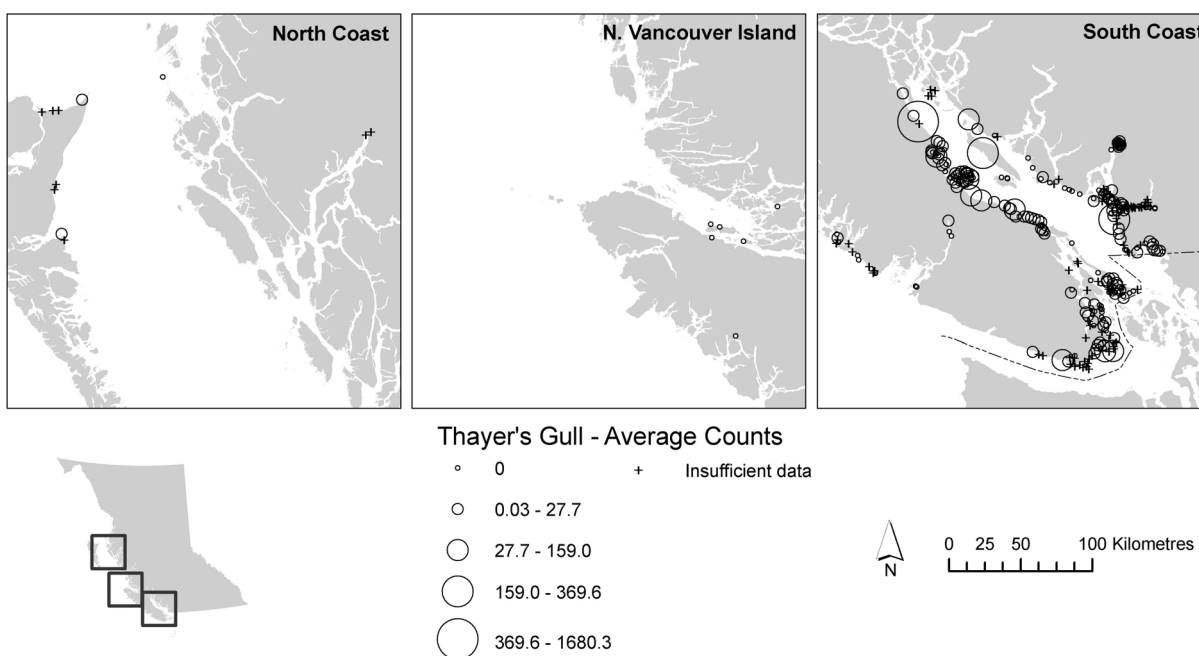 North Coast
N. Vancouver Island
South Coast
Thayer's Gull - Average Counts
0
Insufficient data
0.03 - 27.7
27.7 - 159.0
159.0 - 369.6
369.6 - 1680.3
N
0 25 50 100 Kilometres